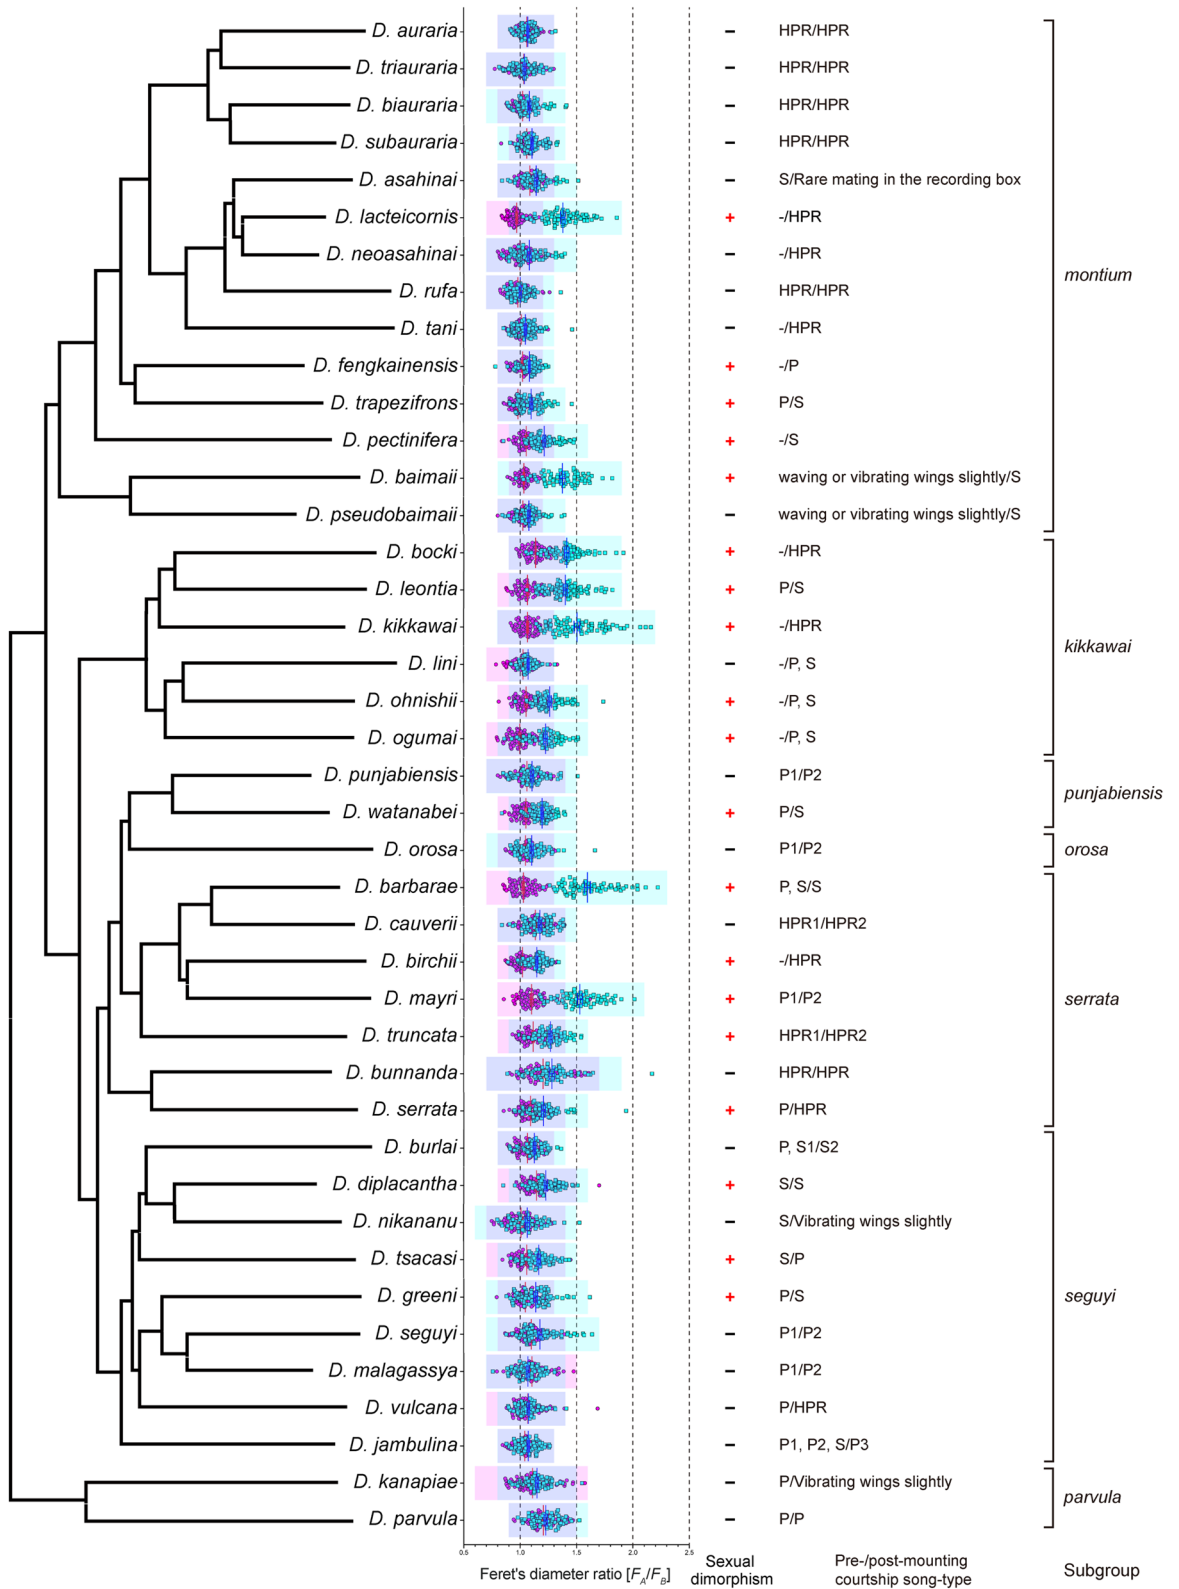 D. auraria − HPR/HPR
D. triauraria − HPR/HPR
D. biauraria − HPR/HPR
D. subauraria − HPR/HPR
D. asahinai − S/Rare mating in the recording box
D. lacteicornis + -/HPR
D. neoasahinai − -/HPR
montium
D. rufa − HPR/HPR
D. tani − -/HPR
D. fengkainensis + -/P
D. trapezifrons + P/S
D. pectinifera + -/S
D. baimaii + waving or vibrating wings slightly/S
D. pseudobaimaii − waving or vibrating wings slightly/S
D. bocki + -/HPR
D. leontia + P/S
D. kikkawai + -/HPR
kikkawai
D. lini − -/P, S
D. ohnishii + -/P, S
D. ogumai + -/P, S
D. punjabiensis − P1/P2
punjabiensis
D. watanabei + P/S
D. orosa − P1/P2 orosa
D. barbarae + P, S/S
D. cauverii − HPR1/HPR2
D. birchii + -/HPR
D. mayri + P1/P2 serrata
D. truncata + HPR1/HPR2
D. bunnanda − HPR/HPR
D. serrata + P/HPR
D. burlai − P, S1/S2
D. diplacantha + S/S
D. nikananu − S/Vibrating wings slightly
D. tsacasi + S/P
D. greeni + P/S seguyi
D. seguyi − P1/P2
D. malagassya − P1/P2
D. vulcana − P/HPR
D. jambulina − P1, P2, S/P3
D. kanapiae − P/Vibrating wings slightly
parvula
D. parvula − P/P
0.5 1.0 1.5 2.0 2.5
Feret's diameter ratio [FA/FB]
Sexual
dimorphism
Pre-/post-mounting
courtship song-type
Subgroup